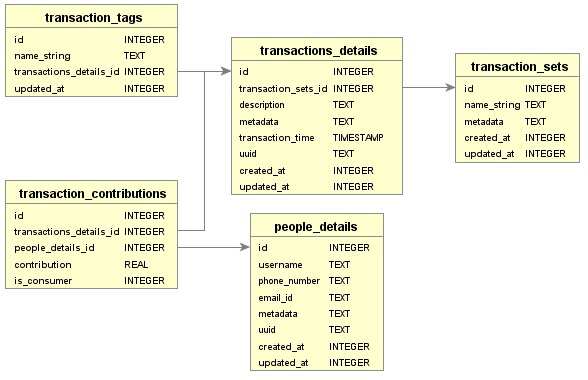 transaction_tags
id INTEGER
name_string TEXT
transactions_details_id INTEGER
updated_at INTEGER
transactions_details
id INTEGER
transaction_sets_id INTEGER
description TEXT
metadata TEXT
transaction_time TIMESTAMP
uuid TEXT
created_at INTEGER
updated_at INTEGER
transaction_sets
id INTEGER
name_string TEXT
metadata TEXT
created_at INTEGER
updated_at INTEGER
transaction_contributions
id INTEGER
transactions_details_id INTEGER
people_details_id INTEGER
contribution REAL
is_consumer INTEGER
people_details
id INTEGER
username TEXT
phone_number TEXT
email_id TEXT
metadata TEXT
uuid TEXT
created_at INTEGER
updated_at INTEGER